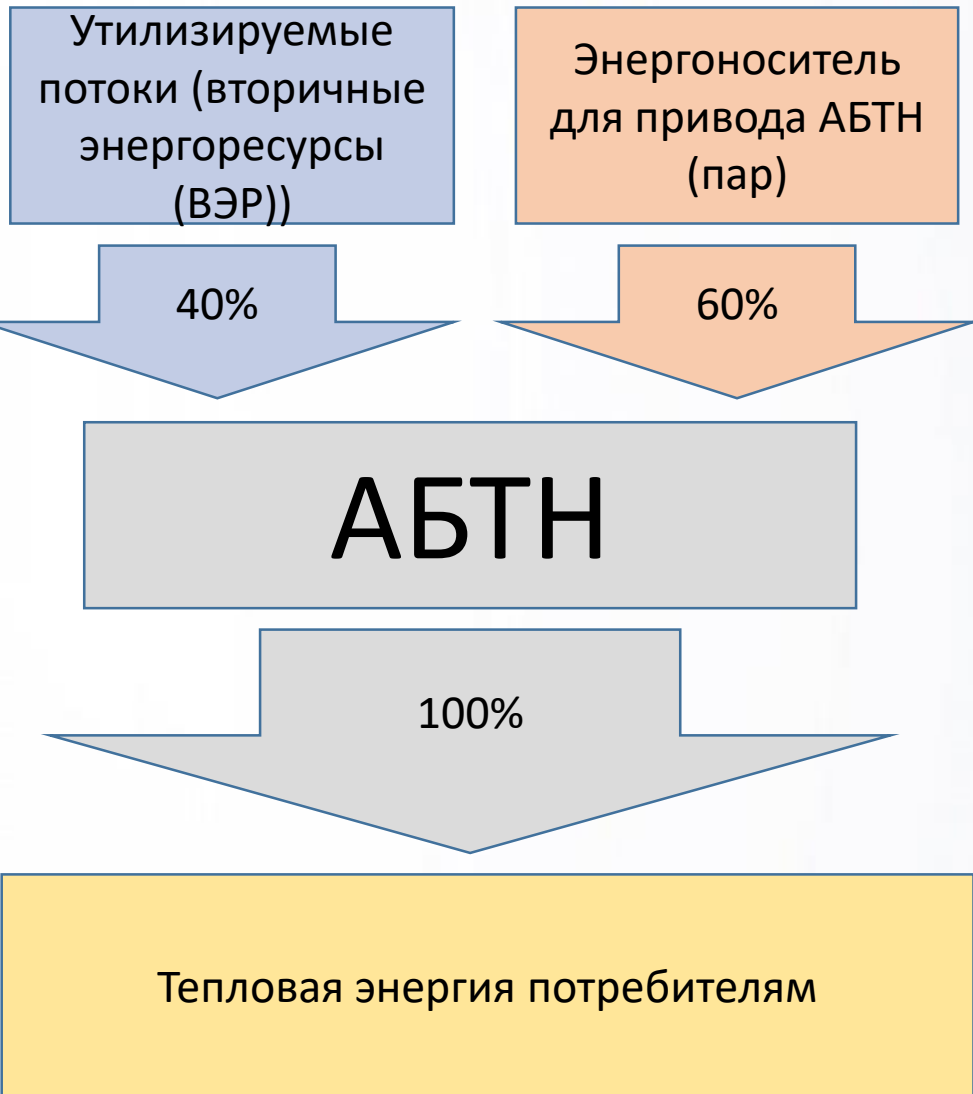 Утилизируемые
потоки (вторичные
энергоресурсы
(ВЭР))
Энергоноситель
для привода АБТН
(пар)
40%
60%
АБТН
100%
Тепловая энергия потребителям